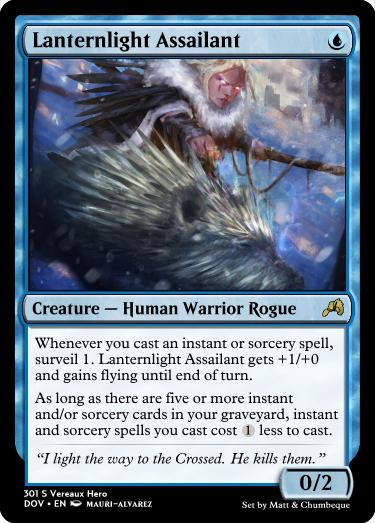 Lanternlight Assailant
Creature — Human Warrior Rogue
Whenever you cast an instant or sorcery spell,
surveil 1. Lanternlight Assailant gets +1/+0
and gains flying until end of turn.
As long as there are five or more instant
and/or sorcery cards in your graveyard, instant
and sorcery spells you cast cost 1 less to cast.
“I light the way to the Crossed. He kills them.”
0/2
301 S Vereaux Hero
DOV • EN MAURI-ALVAREZ
Set by Matt & Chumbeque